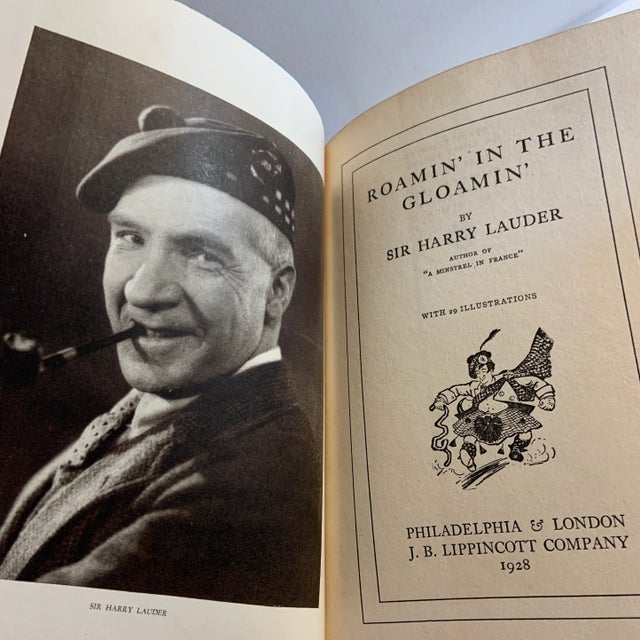 SIR HARRY LAUDER
ROAMIN' IN THE
GLOAMIN'
BY
SIR HARRY LAUDER
AUTHOR OF
"A MINSTREL IN FRANCE"
WITH 29 ILLUSTRATIONS
PHILADELPHIA & LONDON
J. B. LIPPINCOTT COMPANY
1928